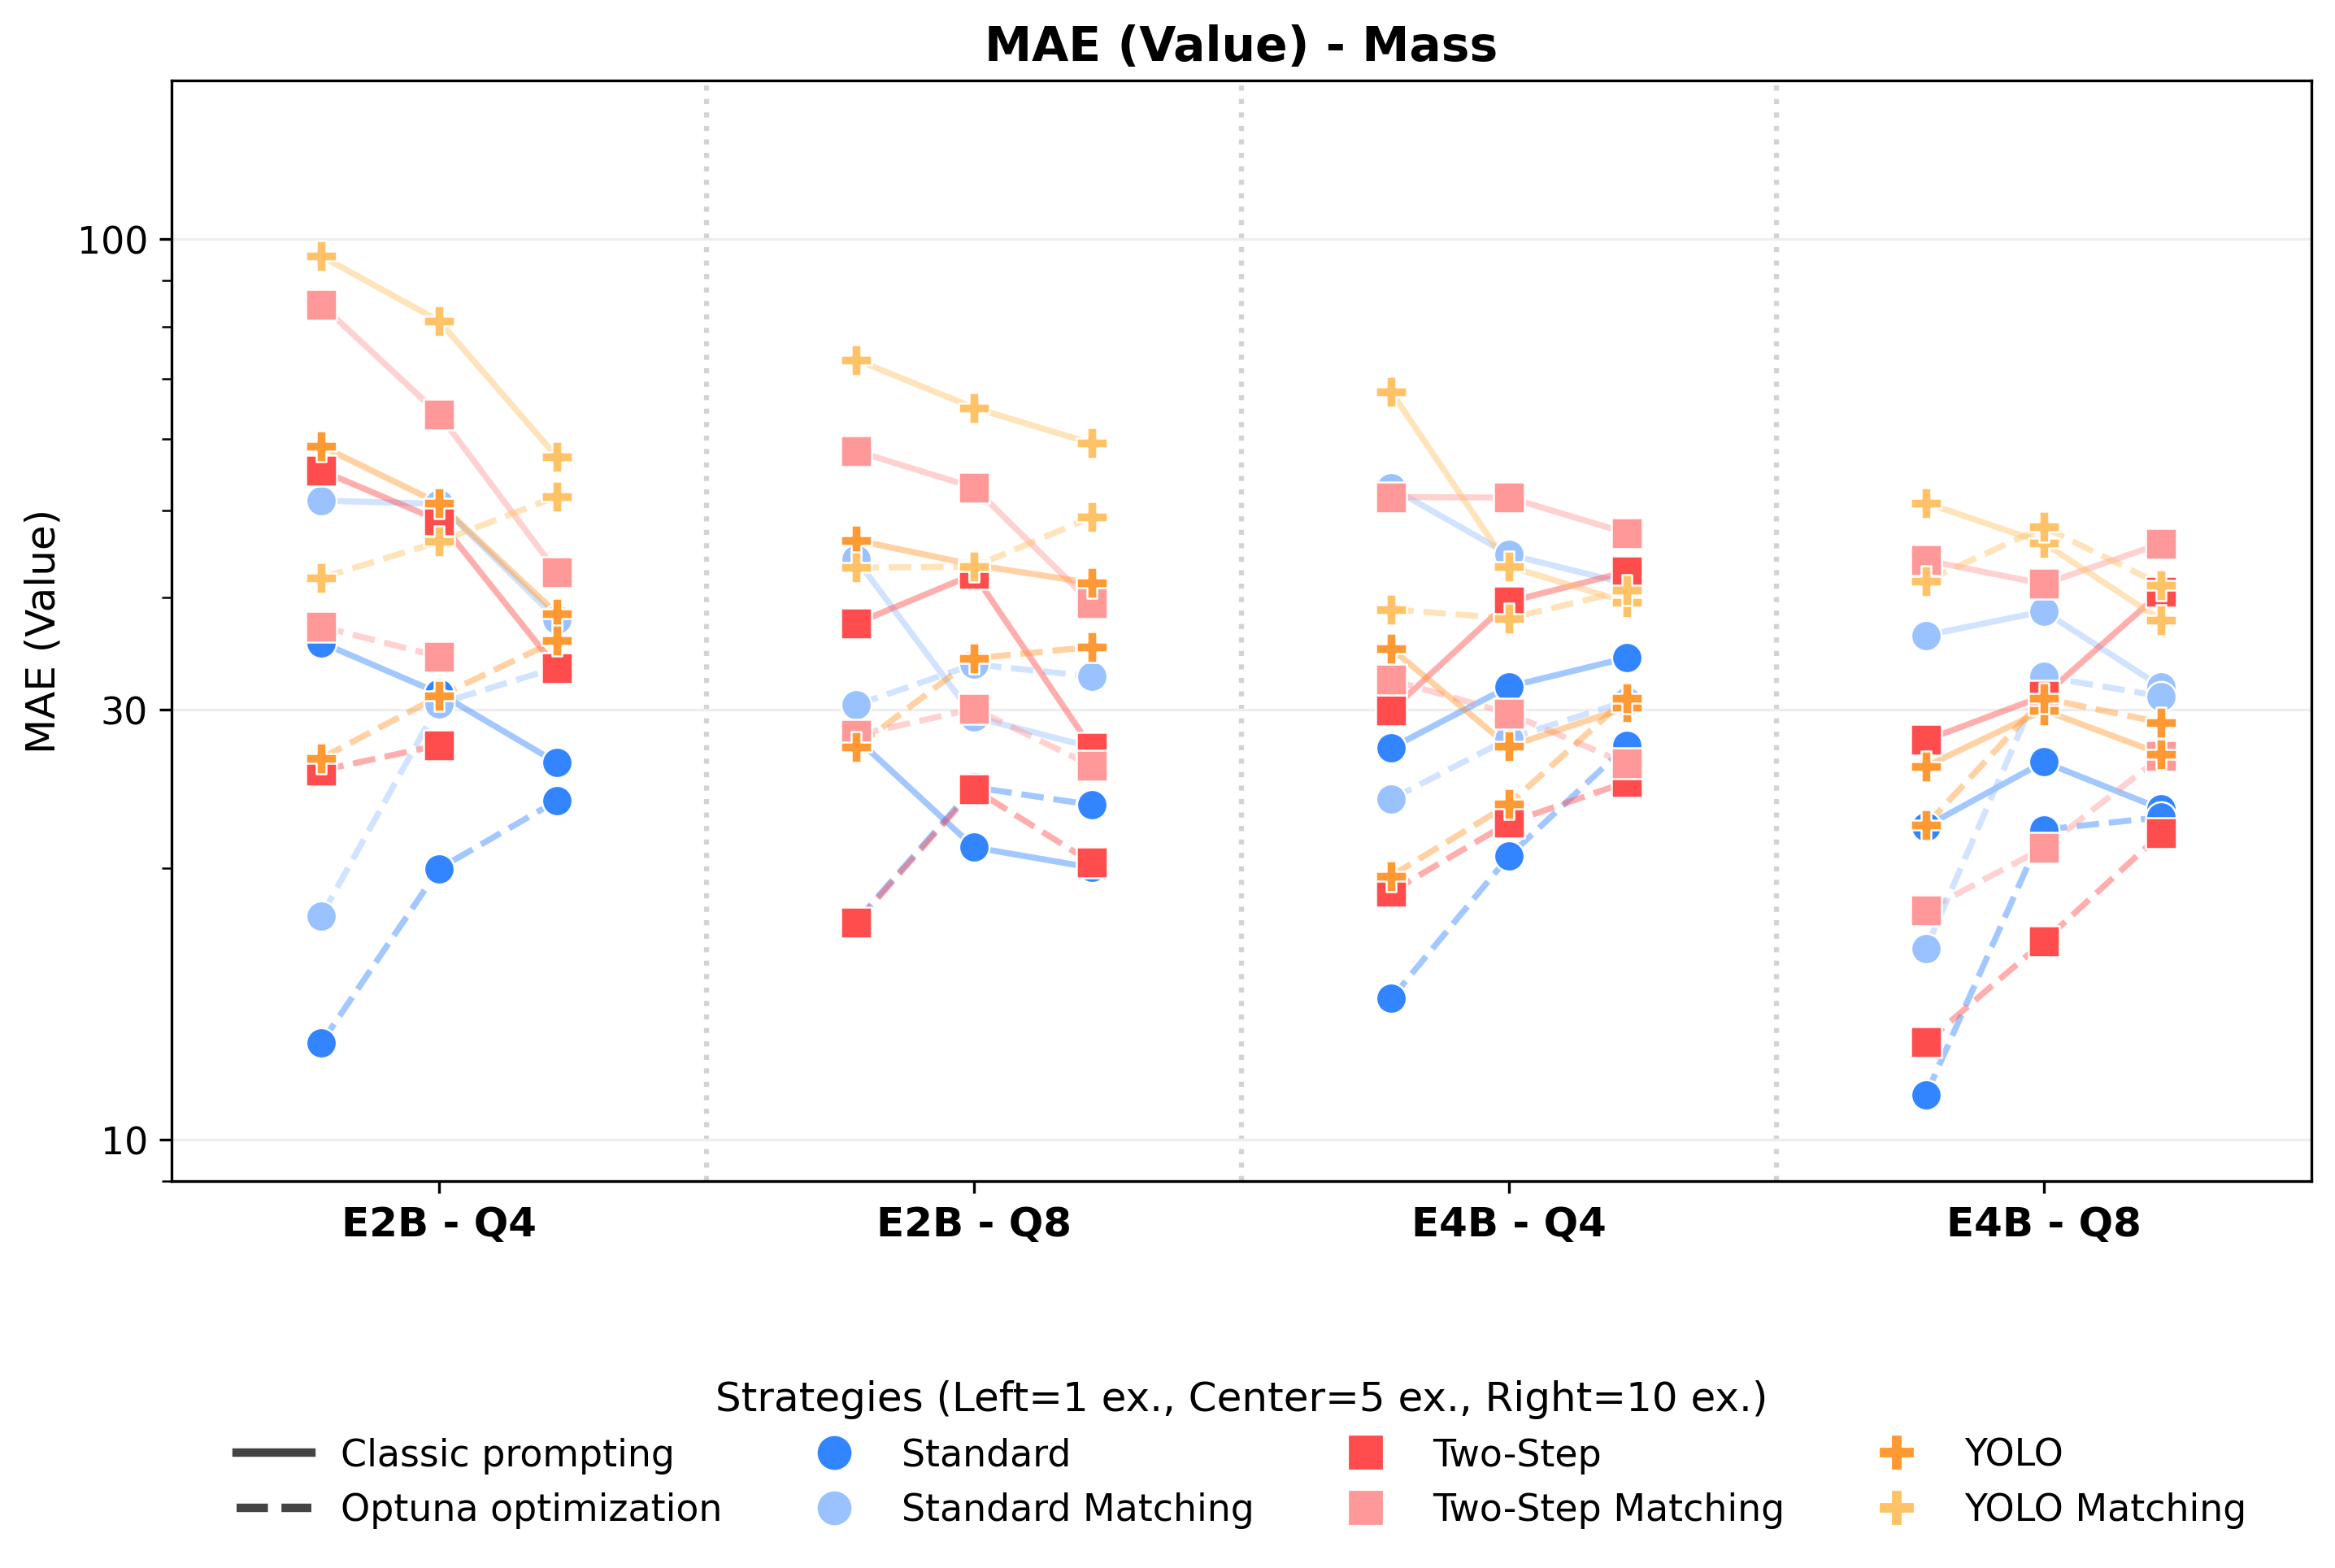 MAE (Value) - Mass
MAE (Value)
100
30
10
E2B - Q4
E2B - Q8
E4B - Q4
E4B - Q8
Strategies (Left=1 ex., Center=5 ex., Right=10 ex.)
Classic prompting
Standard
Two-Step
YOLO
Optuna optimization
Standard Matching
Two-Step Matching
YOLO Matching